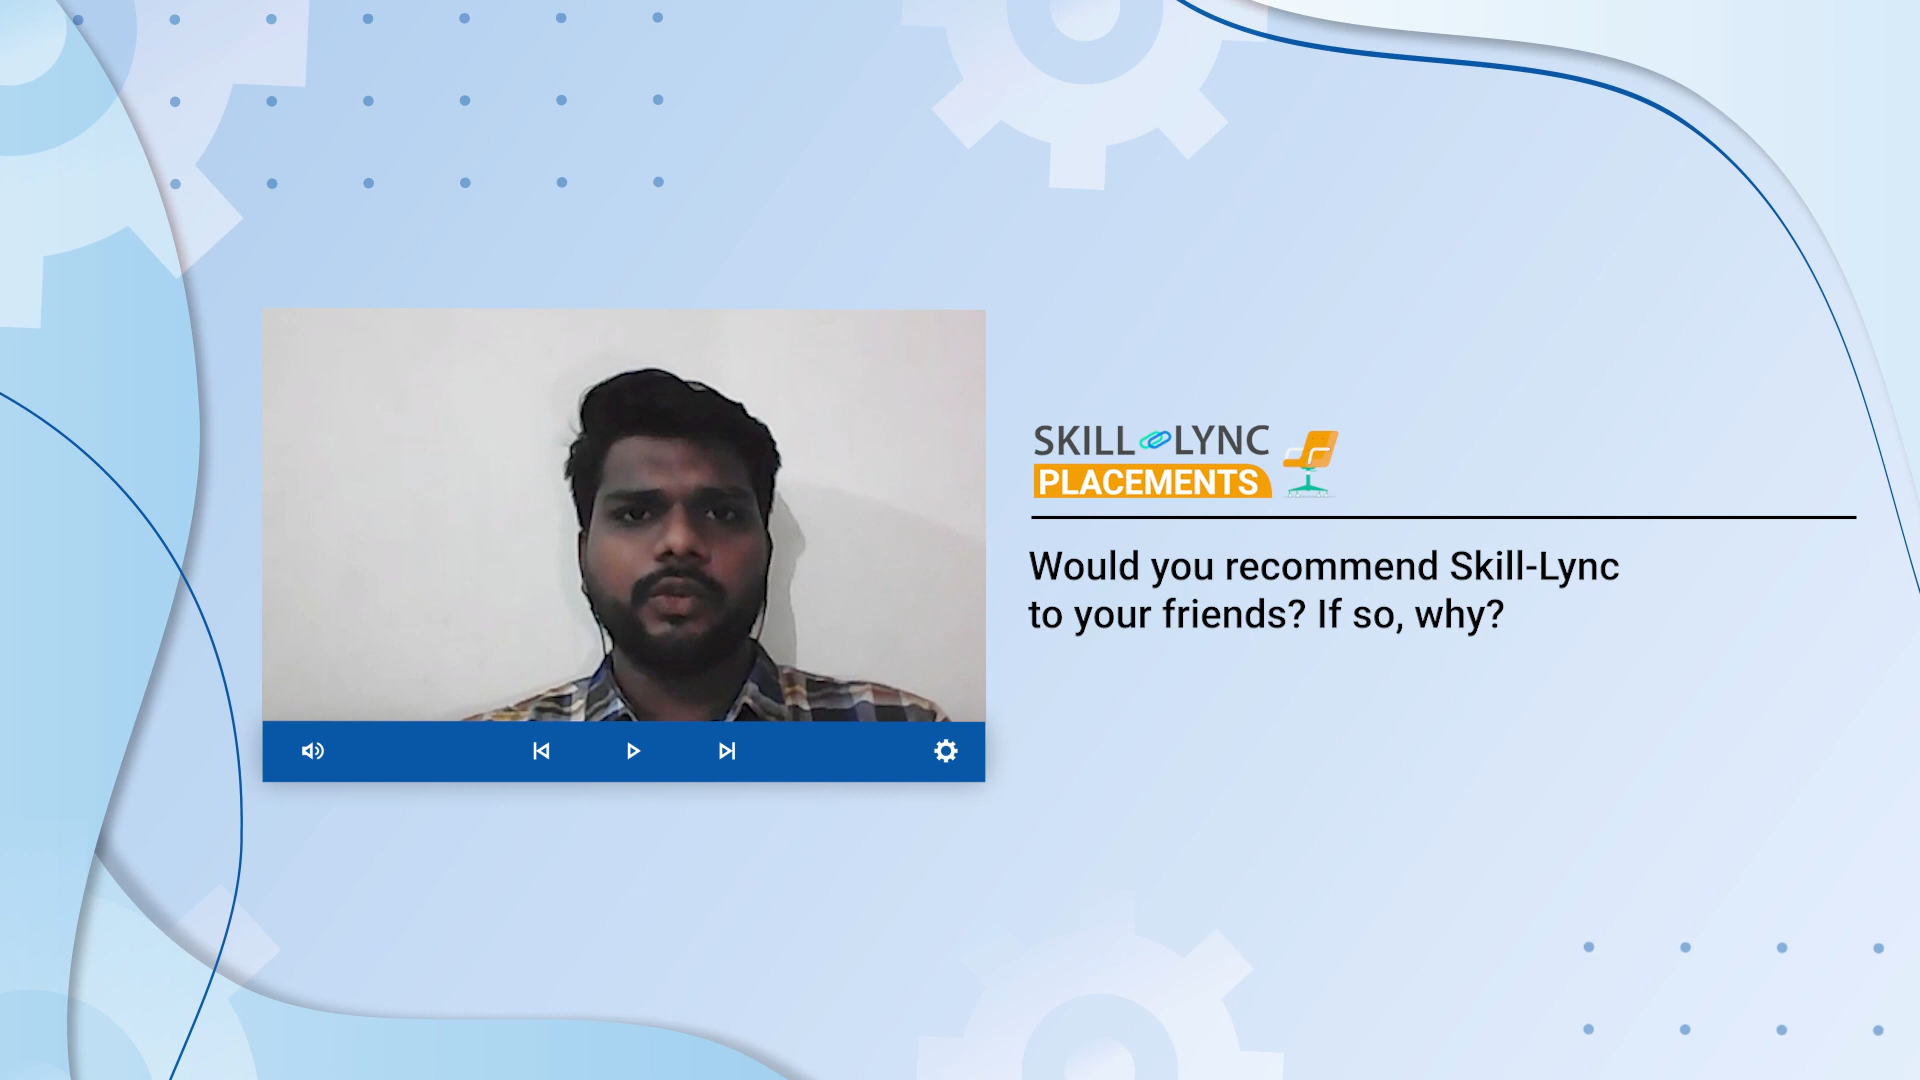 SKILL LYNC
PLACEMENTS
Would you recommend Skill-Lync
to your friends? If so, why?